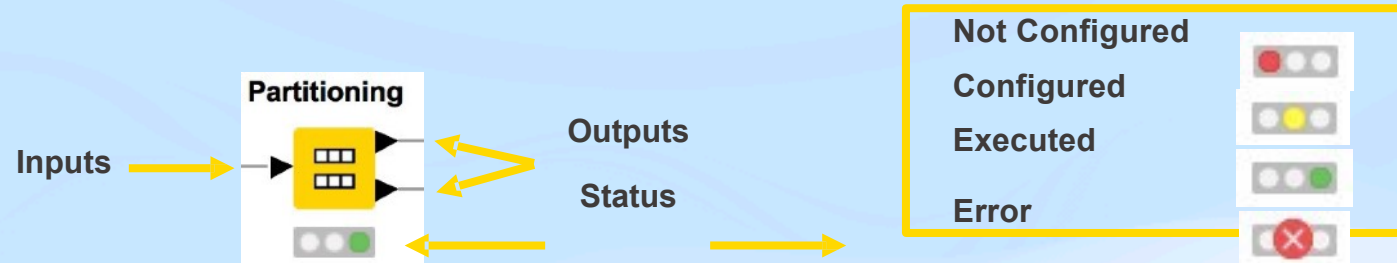 Partitioning
Inputs
Outputs
Status
Not Configured
Configured
Executed
Error